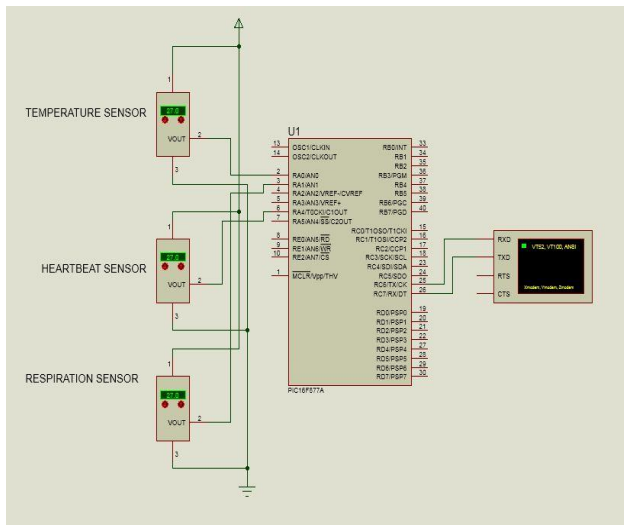 TEMPERATURE SENSOR
1
27.0
VOUT
2
3
HEARTBEAT SENSOR
1
27.0
VOUT
2
3
RESPIRATION SENSOR
1
27.0
VOUT
2
3
U1
13 OSC1/CLKIN
14 OSC2/CLKOUT
2 RA0/AN0
3 RA1/AN1
4 RA2/AN2/VREF-/CVREF
5 RA3/AN3/VREF+
6 RA4/T0CKI/C1OUT
7 RA5/AN4/SS/C2OUT
8 RE0/AN5/RD
9 RE1/AN6/WR
10 RE2/AN7/CS
1 MCLR/Vpp/THV
RB0/INT 33
RB1 34
RB2 35
RB3/PGM 36
RB4 37
RB5 38
RB6/PGC 39
RB7/PGD 40
RC0/T1OSO/T1CKI 15
RC1/T1OSI/CCP2 16
RC2/CCP1 17
RC3/SCK/SCL 18
RC4/SDI/SDA 23
RC5/SDO 24
RC6/TX/CK 25
RC7/RX/DT 26
RD0/PSP0 19
RD1/PSP1 20
RD2/PSP2 21
RD3/PSP3 22
RD4/PSP4 27
RD5/PSP5 28
RD6/PSP6 29
RD7/PSP7 30
PIC16F877A
RXD
TXD
RTS
CTS
VT52, VT100, ANSI
Xmodem, Ymodem, Zmodem